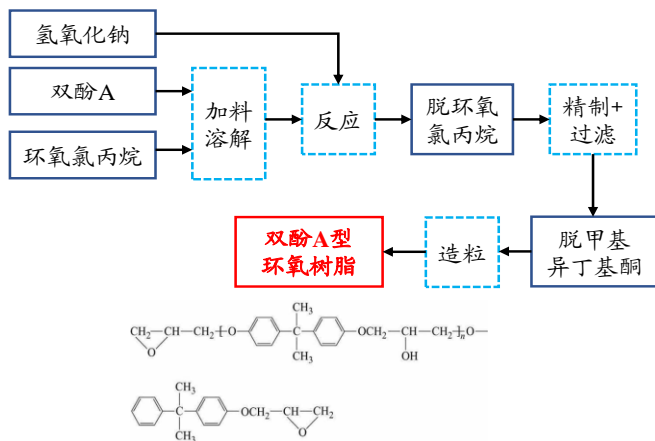 氢氧化钠
双酚A
环氧氯丙烷
加料
溶解
反应
脱环氧
氯丙烷
精制+
过滤
双酚A型
环氧树脂
造粒
脱甲基
异丁基酮
CH₃
CH₂—CH—CH₂—[O—C—OCH₂—CH—CH₂—]ₙO—
O
CH₃
OH
CH₃
C—OCH₂—CH—CH₂
CH₃
O